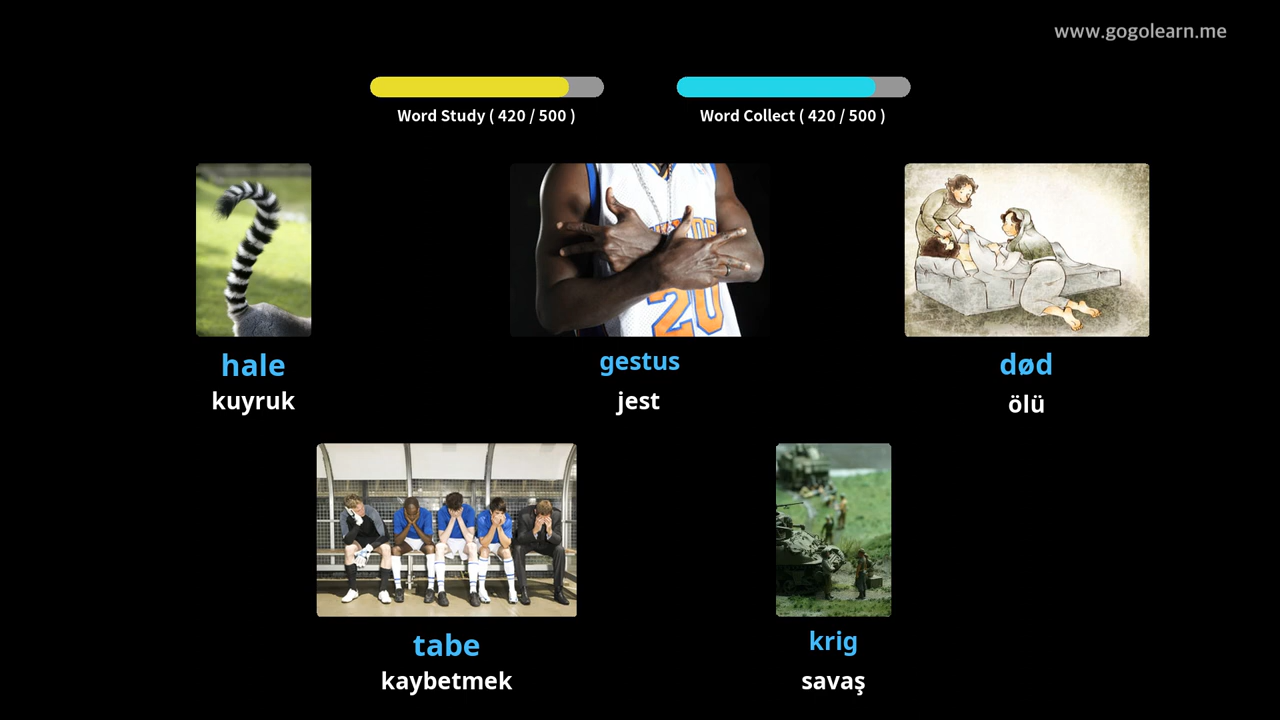 www.gogolearn.me
Word Study ( 420 / 500 )
Word Collect ( 420 / 500 )
20
hale
kuyruk
gestus
jest
død
ölü
tabe
kaybetmek
krig
savaş